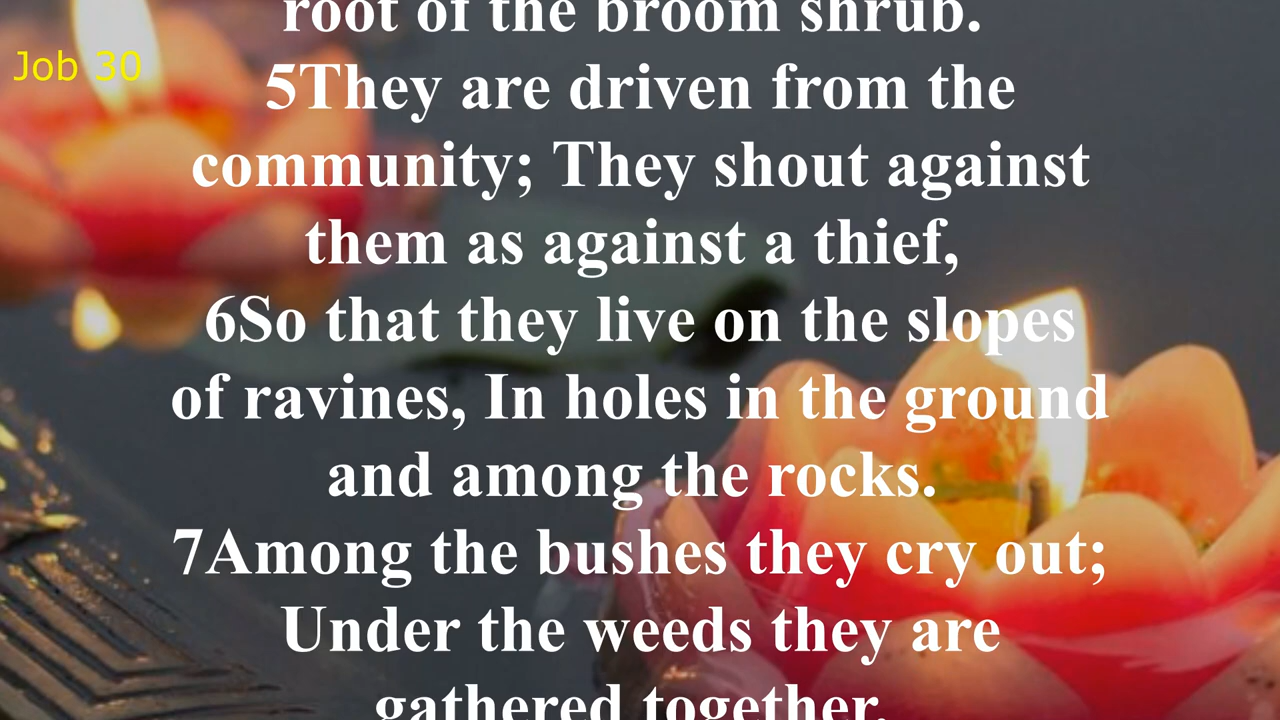 root of the broom shrub.
Job 30
5They are driven from the
community; They shout against
them as against a thief,
6So that they live on the slopes
of ravines, In holes in the ground
and among the rocks.
7Among the bushes they cry out;
Under the weeds they are
gathered together.